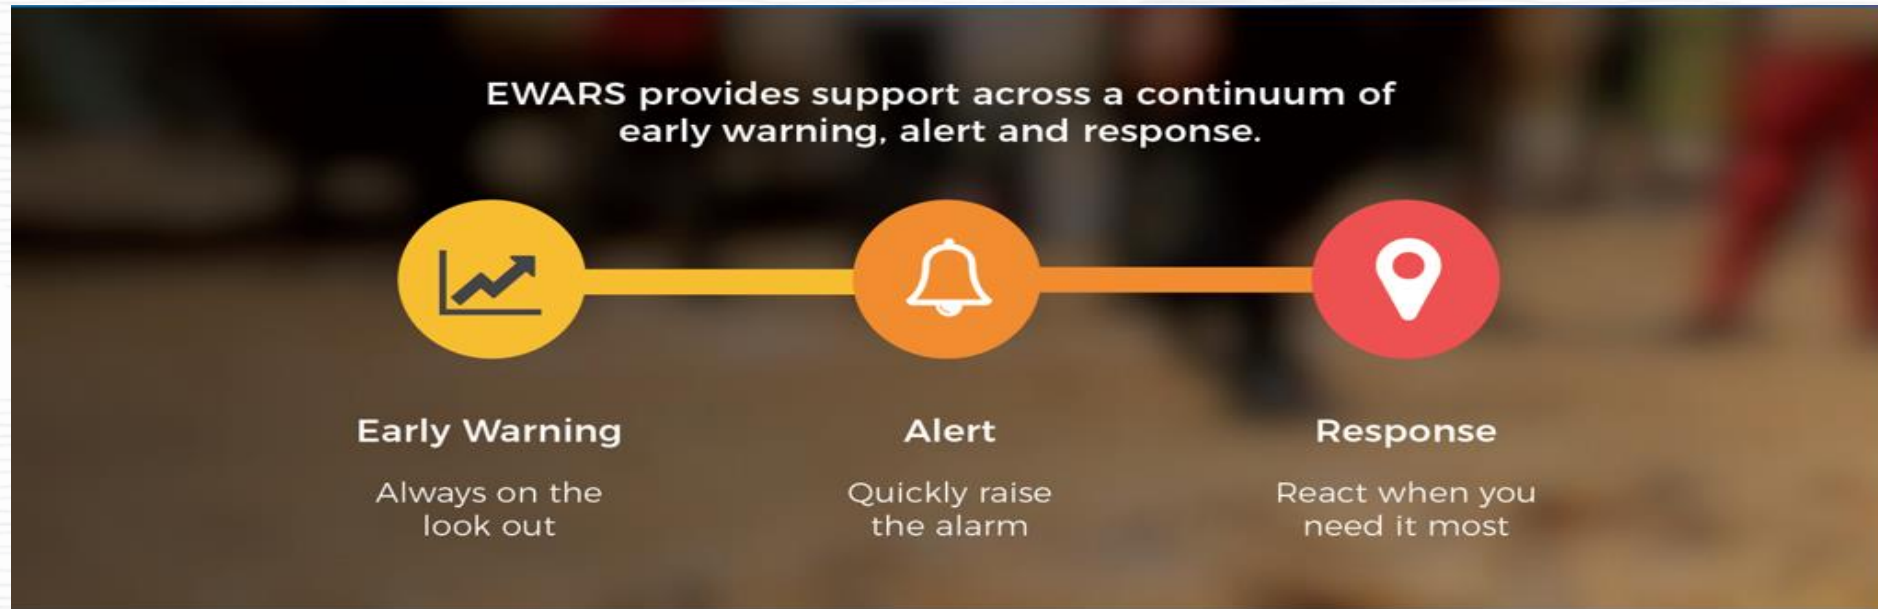 EWARS provides support across a continuum of
early warning, alert and response.
Early Warning
Always on the
look out
Alert
Quickly raise
the alarm
Response
React when you
need it most